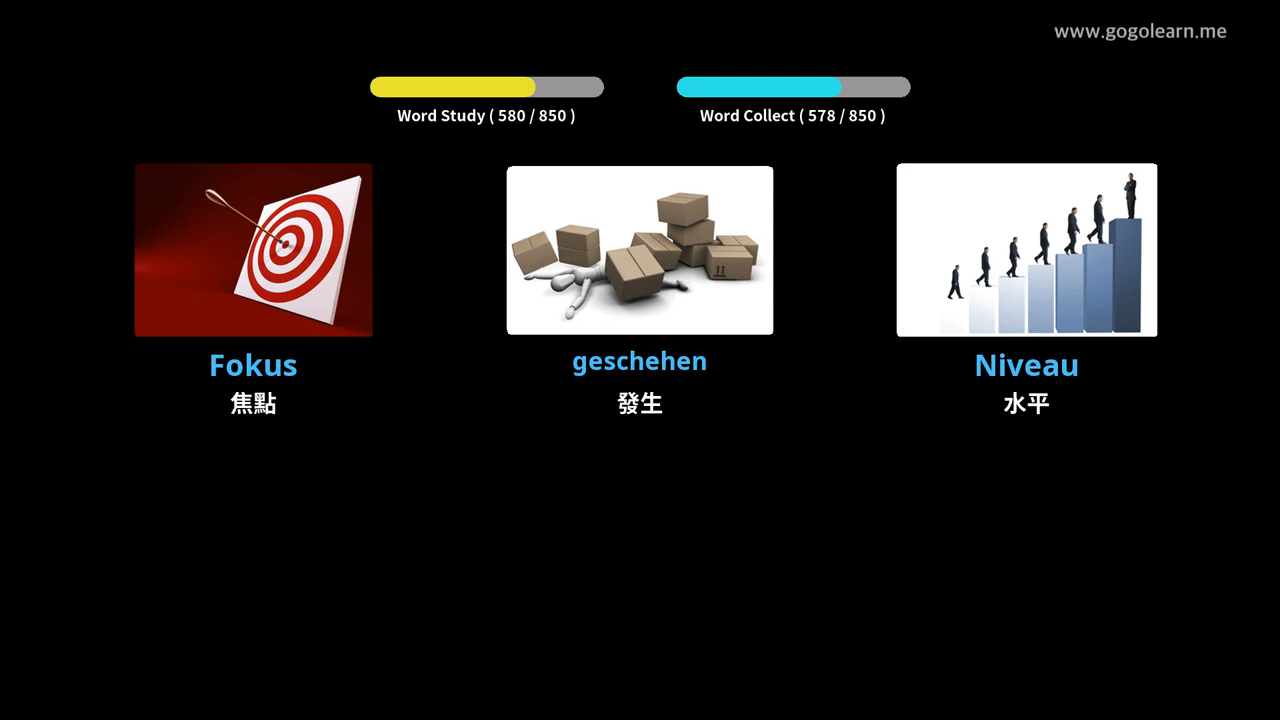 www.gogolearn.me
Word Study ( 580 / 850 )
Word Collect ( 578 / 850 )
Fokus
焦點
geschehen
發生
Niveau
水平